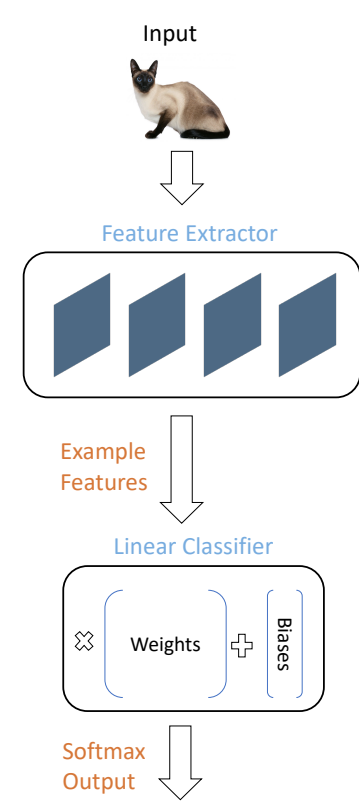 Input
Feature Extractor
Example
Features
Linear Classifier
Weights
Biases
Softmax
Output